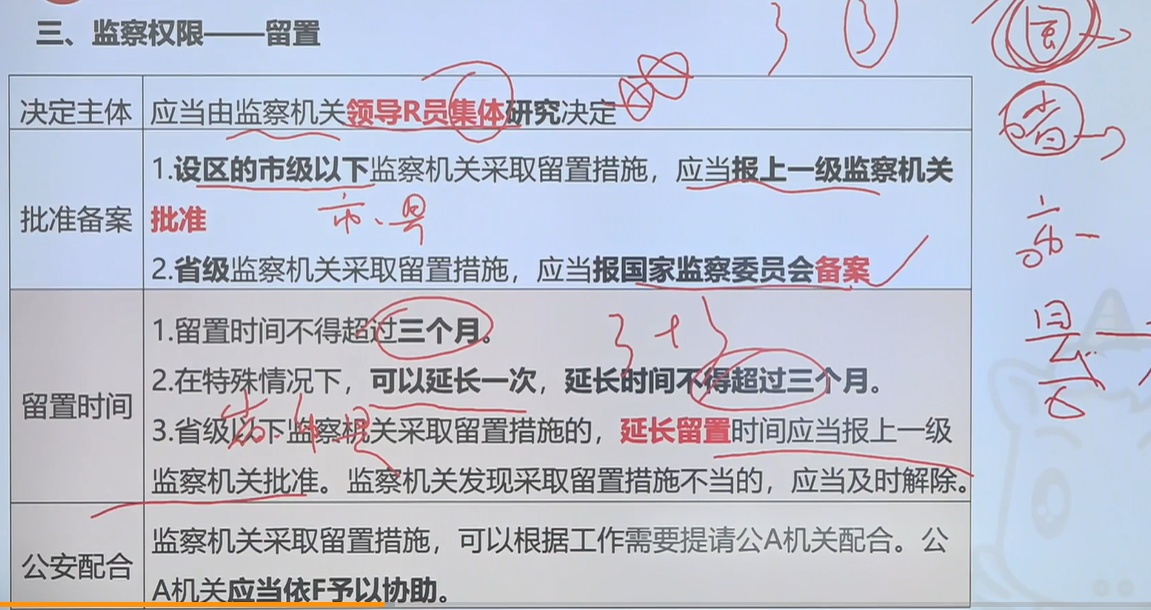 三、监察权限——留置
3 3 国
省
决定主体 应当由监察机关领导R员集体研究决定
批准备案
1.设区的市级以下监察机关采取留置措施，应当报上一级监察机关
批准
市、县
市
2.省级监察机关采取留置措施，应当报国家监察委员会备案
留置时间
1.留置时间不得超过三个月。
3+3
县
2.在特殊情况下，可以延长一次，延长时间不得超过三个月。
省、市、县
3.省级以下监察机关采取留置措施的，延长留置时间应当报上一级
监察机关批准。监察机关发现采取留置措施不当的，应当及时解除。
公安配合
监察机关采取留置措施，可以根据工作需要提请公A机关配合。公
A机关应当依F予以协助。